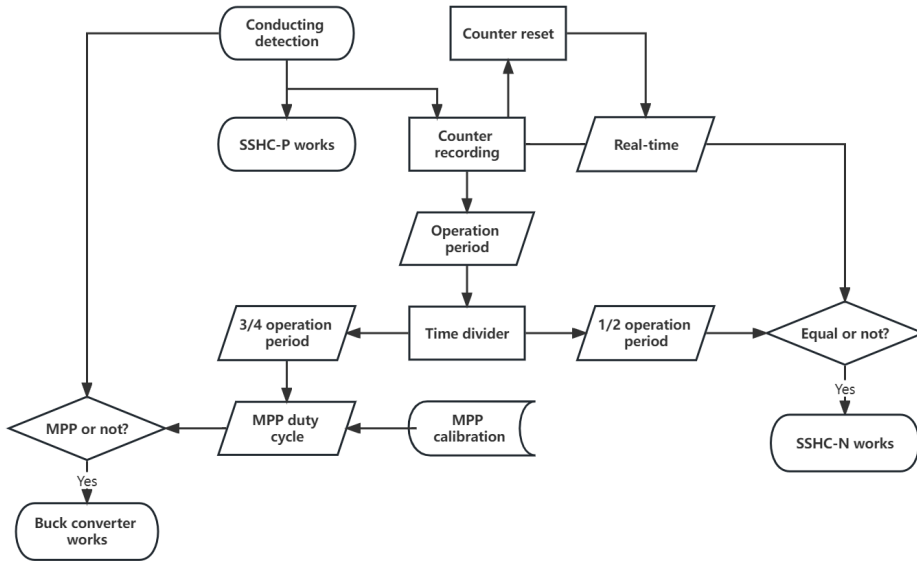 Conducting
detection
Counter reset
SSHC-P works
Counter
recording
Real-time
Operation
period
3/4 operation
period
Time divider
1/2 operation
period
Equal or not?
Yes
MPP or not?
MPP duty
cycle
MPP
calibration
SSHC-N works
Yes
Buck converter
works